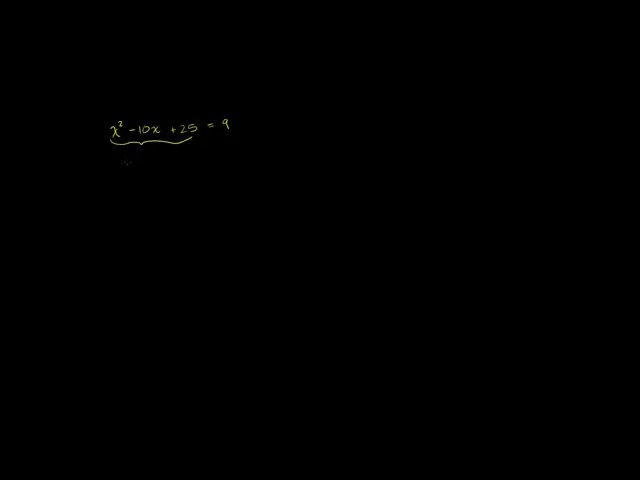 x² - 10x + 25 = 9